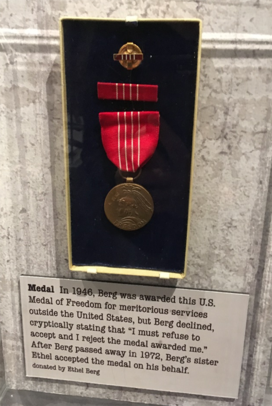 Medal In 1946, Berg was awarded this U.S.
Medal of Freedom for meritorious services
outside the United States, but Berg declined,
cryptically stating that "I must refuse to
accept and I reject the medal awarded me."
After Berg passed away in 1972, Berg's sister
Ethel accepted the medal on his behalf.
donated by Ethel Berg